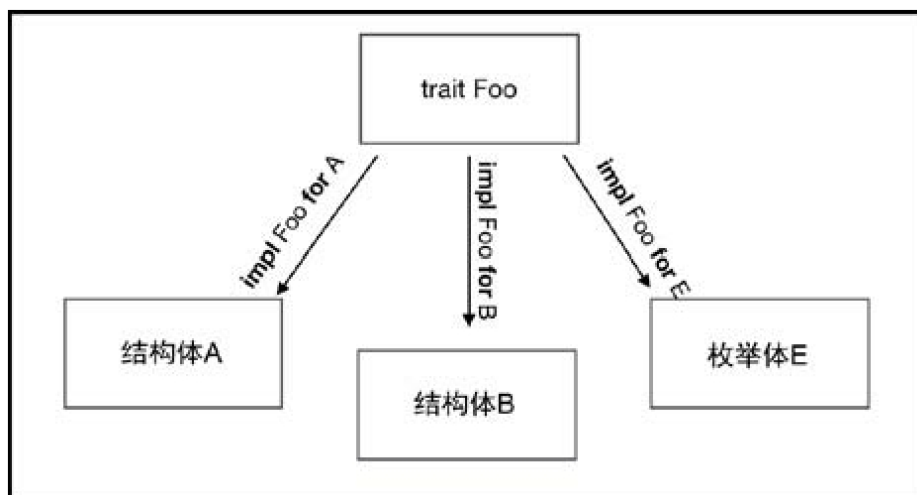 trait Foo
impl Foo for A
impl Foo for B
impl Foo for E
结构体A
结构体B
枚举体E